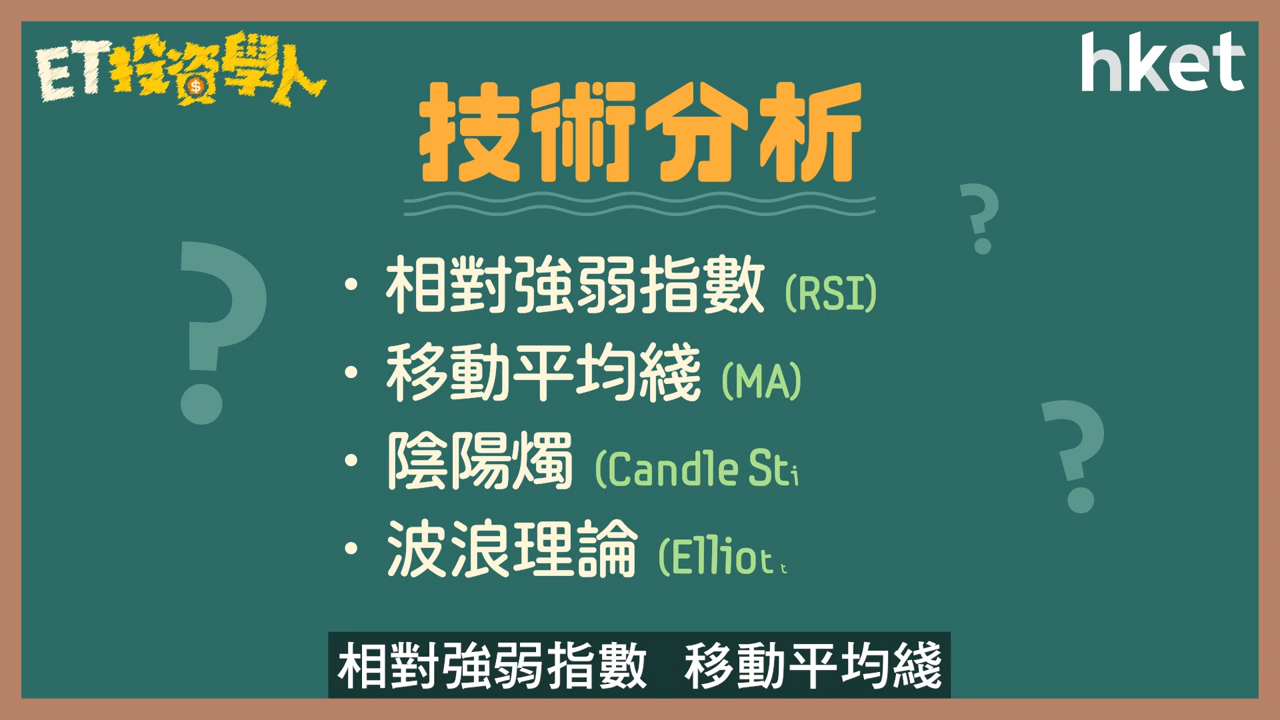 ET投資學人
hket
技術分析
• 相對強弱指數 (RSI)
• 移動平均綫 (MA)
• 陰陽燭 (Candle Sti
• 波浪理論 (Elliott
相對強弱指數 移動平均綫